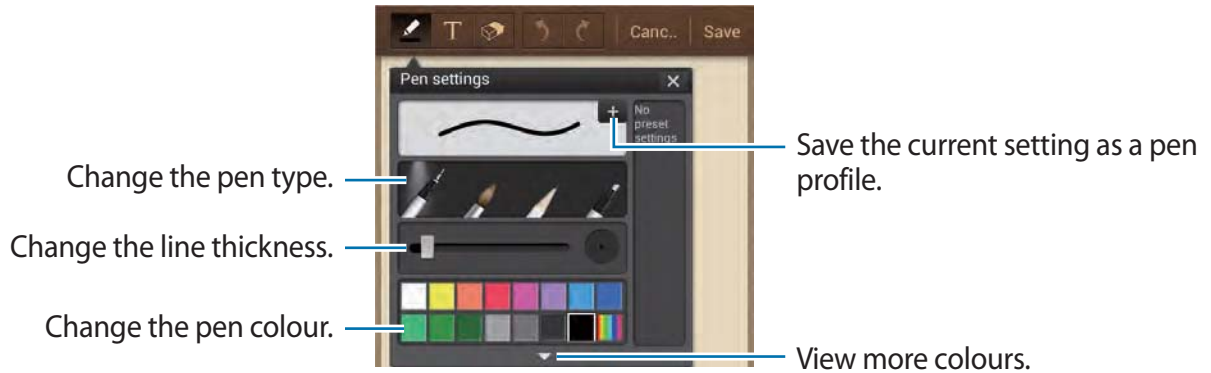 T Canc.. Save
Pen settings
No
preset
settings
Save the current setting as a pen
profile.
Change the pen type.
Change the line thickness.
Change the pen colour.
View more colours.